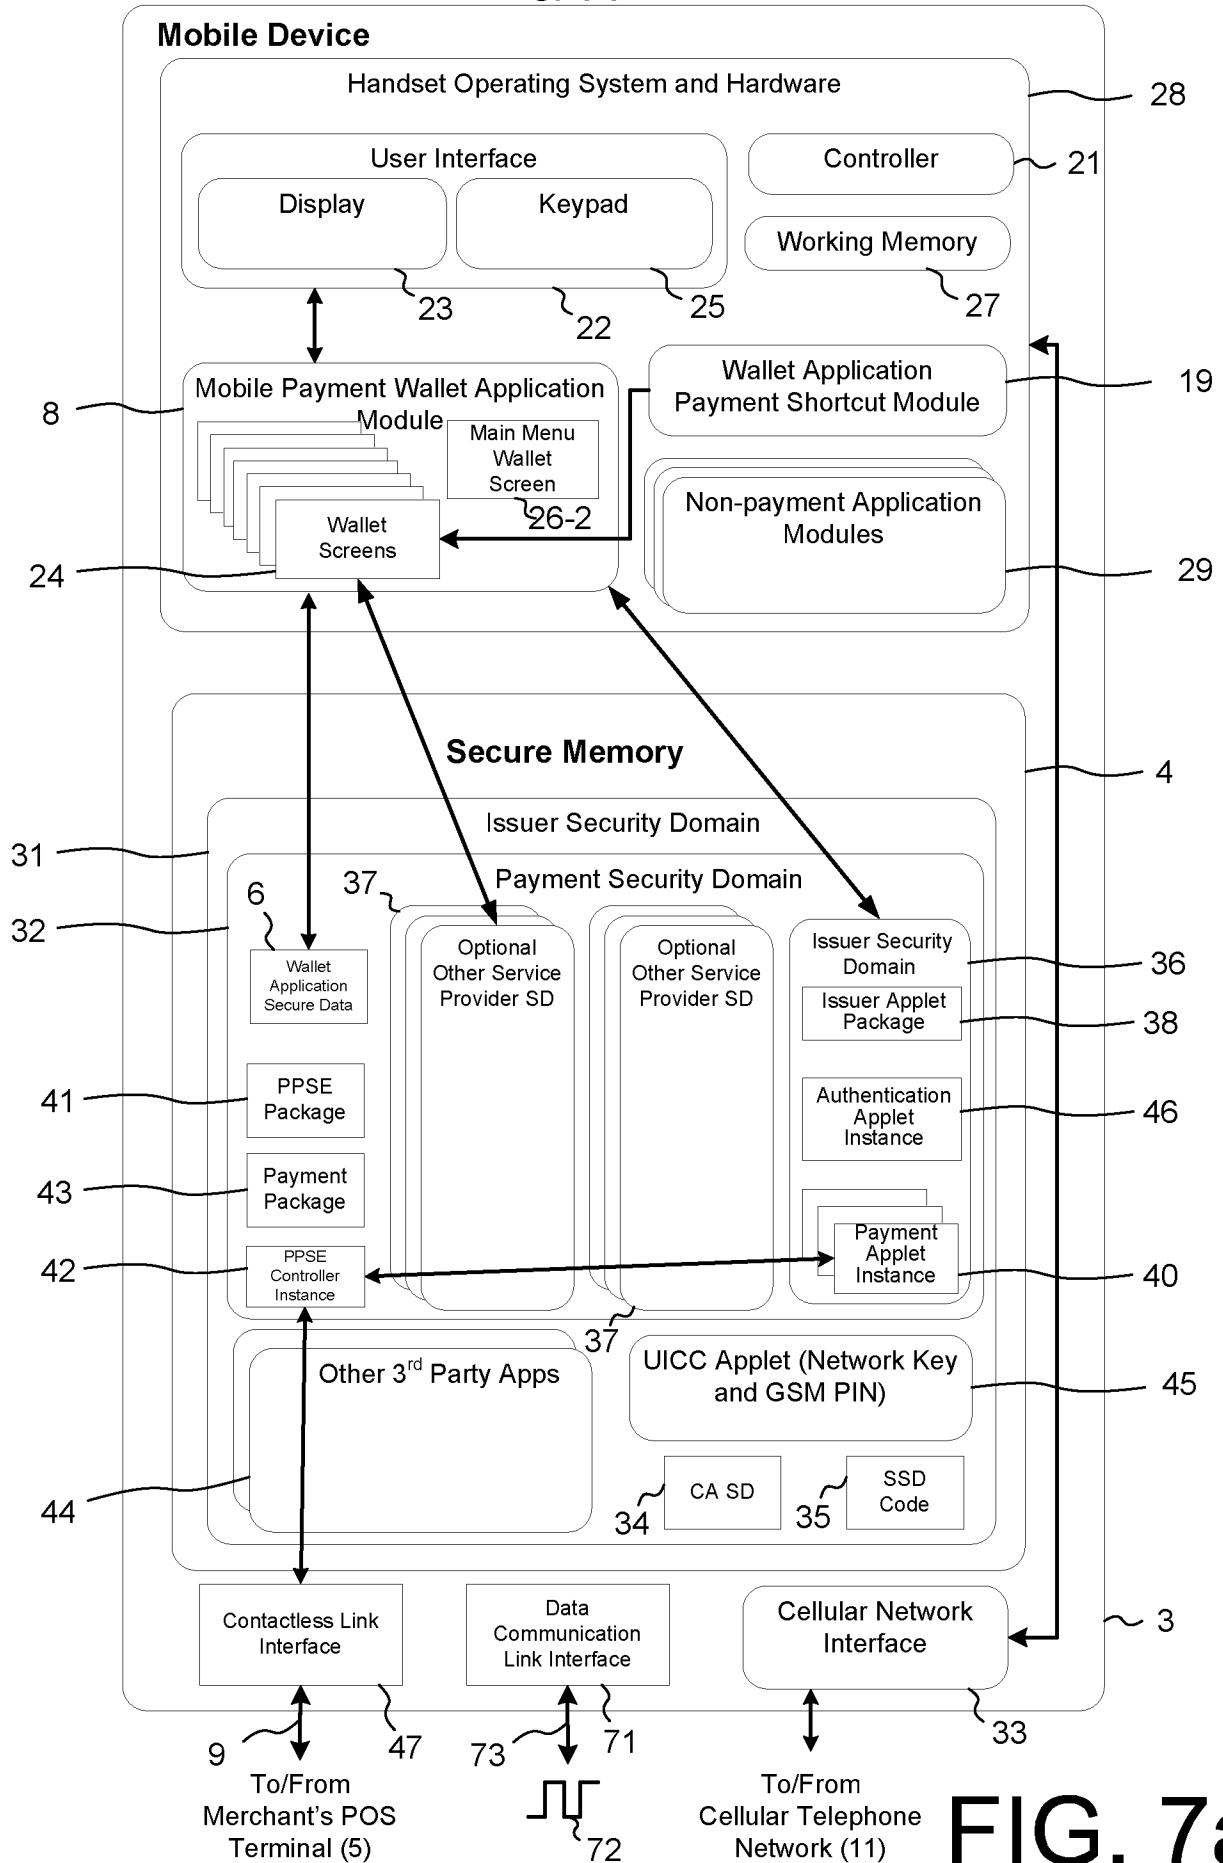 Mobile Device
Handset Operating System and Hardware
28
User Interface
Controller
21
Display
Keypad
Working Memory
23
22
25
27
Mobile Payment Wallet Application
Module
8
Wallet Application
Payment Shortcut Module
19
Main Menu
Wallet
Screen
26-2
Wallet
Screens
24
Non-payment Application
Modules
29
Secure Memory
4
Issuer Security Domain
31
Payment Security Domain
32
37
6
Wallet
Application
Secure Data
Optional
Other Service
Provider SD
Optional
Other Service
Provider SD
Issuer Security
Domain
36
Issuer Applet
Package
38
PPSE
Package
41
Authentication
Applet
Instance
46
Payment
Package
43
PPSE
Controller
Instance
42
Payment
Applet
Instance
40
37
Other 3rd Party Apps
44
UICC Applet (Network Key
and GSM PIN)
45
CA SD
34
SSD
Code
35
Contactless Link
Interface
Data
Communication
Link Interface
Cellular Network
Interface
3
9
47
73
71
33
To/From
Merchant's POS
Terminal (5)
72
To/From
Cellular Telephone
Network (11)
FIG. 7a